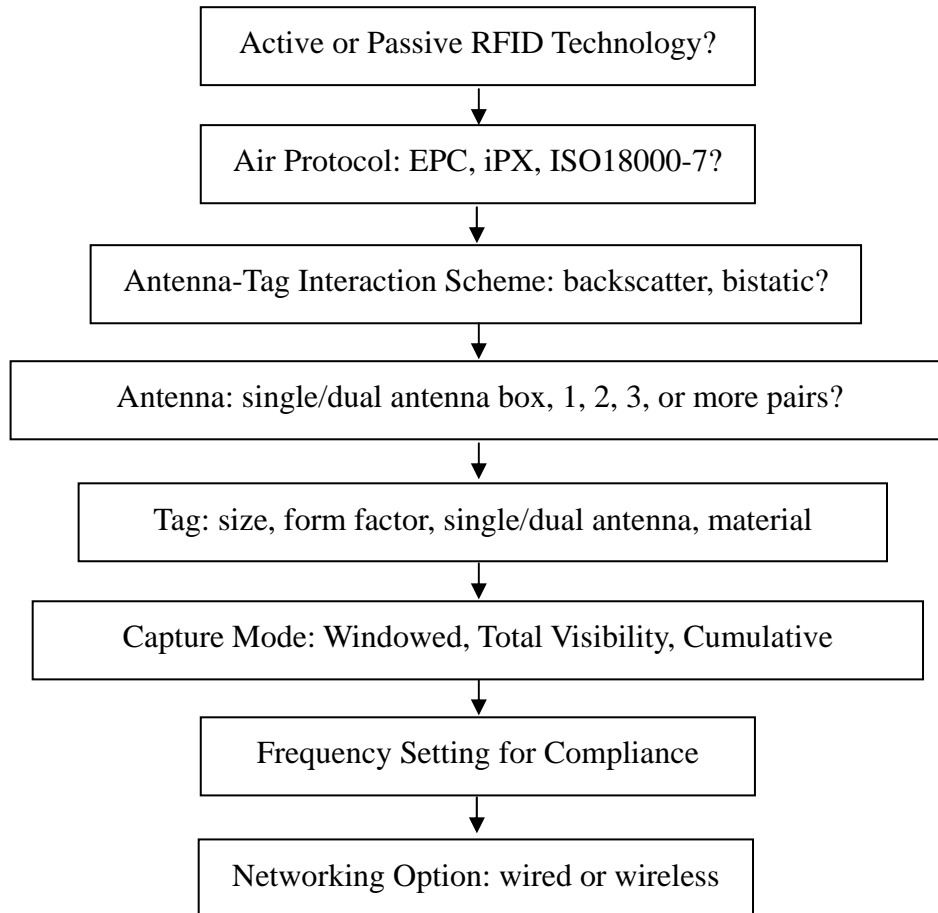 Active or Passive RFID Technology?
Air Protocol: EPC, iPX, ISO18000-7?
Antenna-Tag Interaction Scheme: backscatter, bistatic?
Antenna: single/dual antenna box, 1, 2, 3, or more pairs?
Tag: size, form factor, single/dual antenna, material
Capture Mode: Windowed, Total Visibility, Cumulative
Frequency Setting for Compliance
Networking Option: wired or wireless